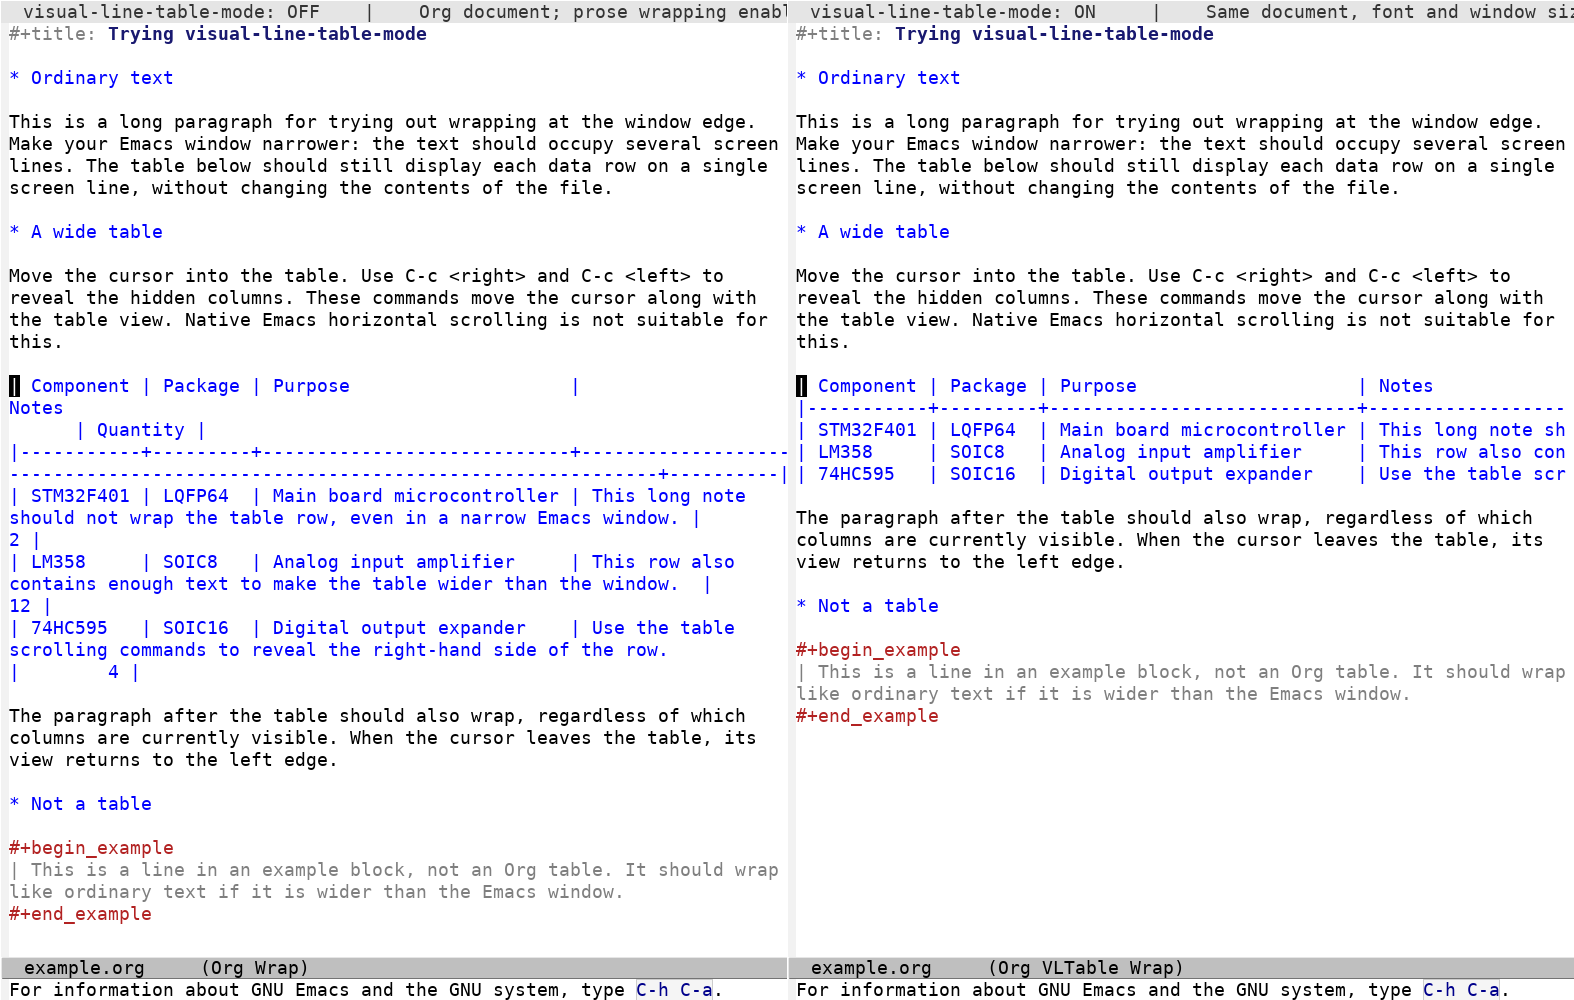 visual-line-table-mode: OFF    |    Org document; prose wrapping enabl
#+title: Trying visual-line-table-mode
* Ordinary text
This is a long paragraph for trying out wrapping at the window edge.
Make your Emacs window narrower: the text should occupy several screen
lines. The table below should still display each data row on a single
screen line, without changing the contents of the file.
* A wide table
Move the cursor into the table. Use C-c <right> and C-c <left> to
reveal the hidden columns. These commands move the cursor along with
the table view. Native Emacs horizontal scrolling is not suitable for
this.
| Component | Package | Purpose                    |
Notes
      | Quantity |
|-----------+---------+----------------------------+-------------------
-----------------------------------------------------------+----------|
| STM32F401 | LQFP64  | Main board microcontroller | This long note
should not wrap the table row, even in a narrow Emacs window. |
2 |
| LM358     | SOIC8   | Analog input amplifier     | This row also
contains enough text to make the table wider than the window.  |
12 |
| 74HC595   | SOIC16  | Digital output expander    | Use the table
scrolling commands to reveal the right-hand side of the row.
|        4 |
The paragraph after the table should also wrap, regardless of which
columns are currently visible. When the cursor leaves the table, its
view returns to the left edge.
* Not a table
#+begin_example
| This is a line in an example block, not an Org table. It should wrap
like ordinary text if it is wider than the Emacs window.
#+end_example
example.org     (Org Wrap)
For information about GNU Emacs and the GNU system, type C-h C-a.
visual-line-table-mode: ON     |    Same document, font and window siz
#+title: Trying visual-line-table-mode
* Ordinary text
This is a long paragraph for trying out wrapping at the window edge.
Make your Emacs window narrower: the text should occupy several screen
lines. The table below should still display each data row on a single
screen line, without changing the contents of the file.
* A wide table
Move the cursor into the table. Use C-c <right> and C-c <left> to
reveal the hidden columns. These commands move the cursor along with
the table view. Native Emacs horizontal scrolling is not suitable for
this.
| Component | Package | Purpose                    | Notes
|-----------+---------+----------------------------+------------------
| STM32F401 | LQFP64  | Main board microcontroller | This long note sh
| LM358     | SOIC8   | Analog input amplifier     | This row also con
| 74HC595   | SOIC16  | Digital output expander    | Use the table scr
The paragraph after the table should also wrap, regardless of which
columns are currently visible. When the cursor leaves the table, its
view returns to the left edge.
* Not a table
#+begin_example
| This is a line in an example block, not an Org table. It should wrap
like ordinary text if it is wider than the Emacs window.
#+end_example
example.org     (Org VLTable Wrap)
For information about GNU Emacs and the GNU system, type C-h C-a.